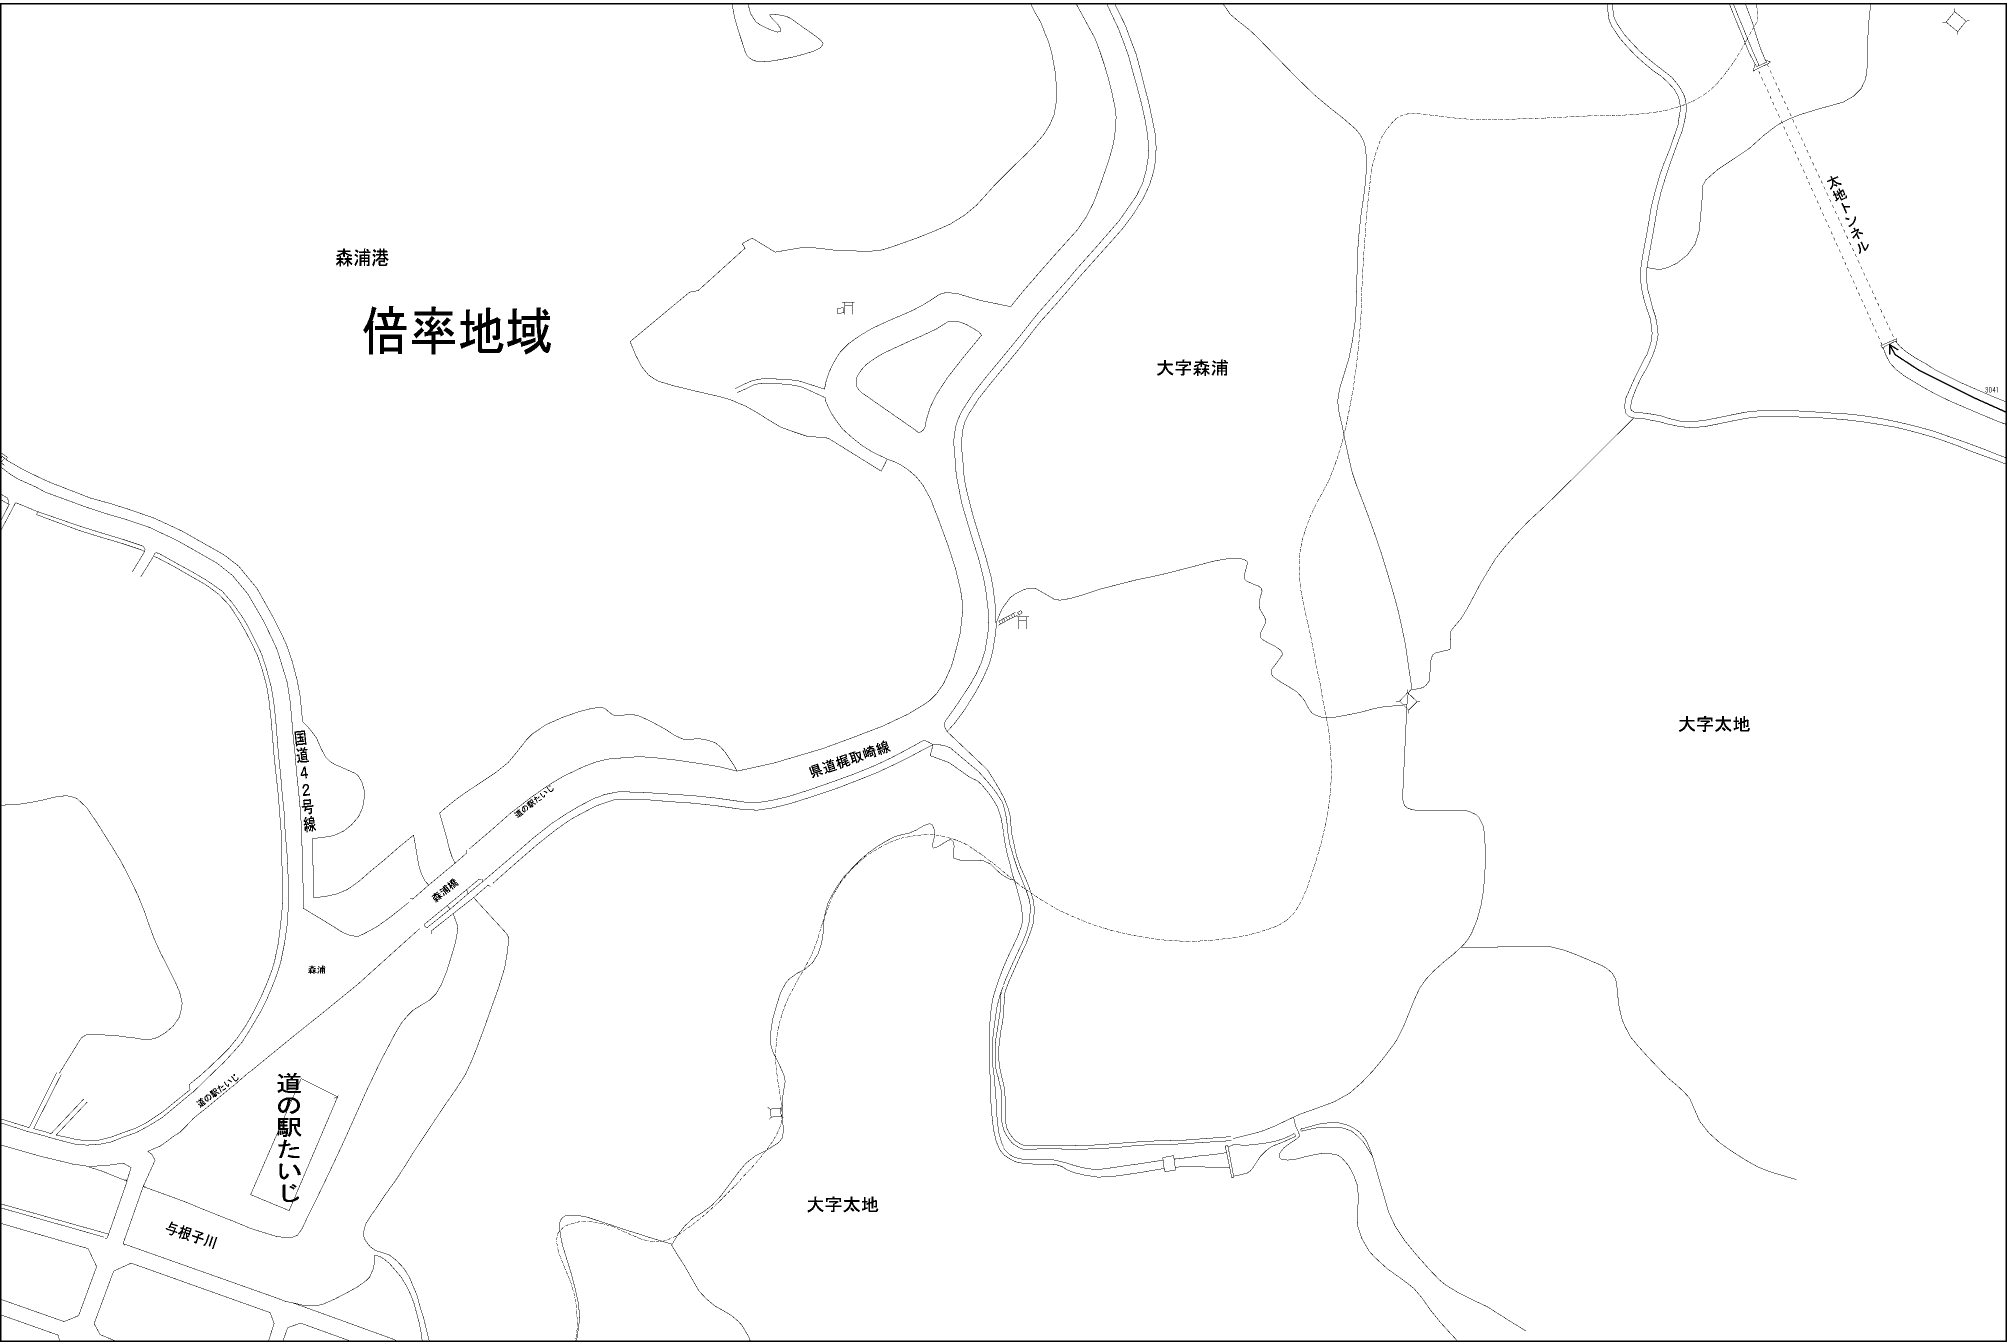 太地トンネル
森浦港
倍率地域
大字森浦
3041
大字太地
国道42号線
県道梶取崎線
道の駅たいじ
森浦橋
森浦
道の駅たいじ
道の駅たいじ
大字太地
与根子川